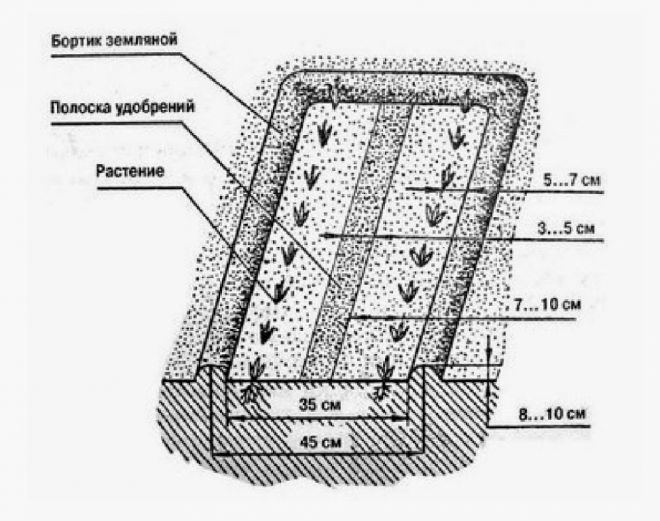 Бортик земляной
Полоска удобрений
Растение
5...7 см
3...5 см
7...10 см
8...10 см
35 см
45 см